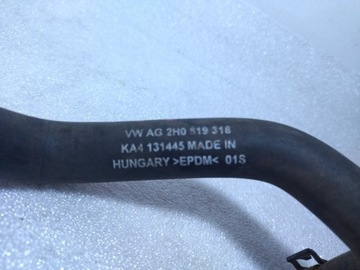 VW AG 2H0 819 318
KA4 131445 MADE IN
HUNGARY >EPDM< 01S